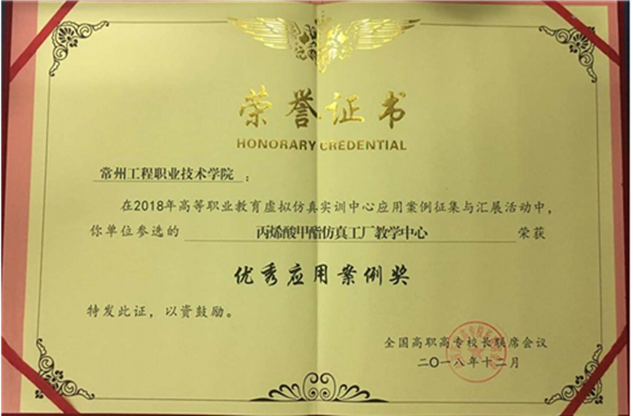 荣誉证书
HONORARY CREDENTIAL
常州工程职业技术学院：
在2018年高等职业教育虚拟仿真实训中心应用案例征集与汇展活动中，
你单位参选的 丙烯酸甲酯仿真工厂教学中心 荣获
优秀应用案例奖
特发此证，以资鼓励。
全国高职高专校长联席会议
二〇一八年十二月